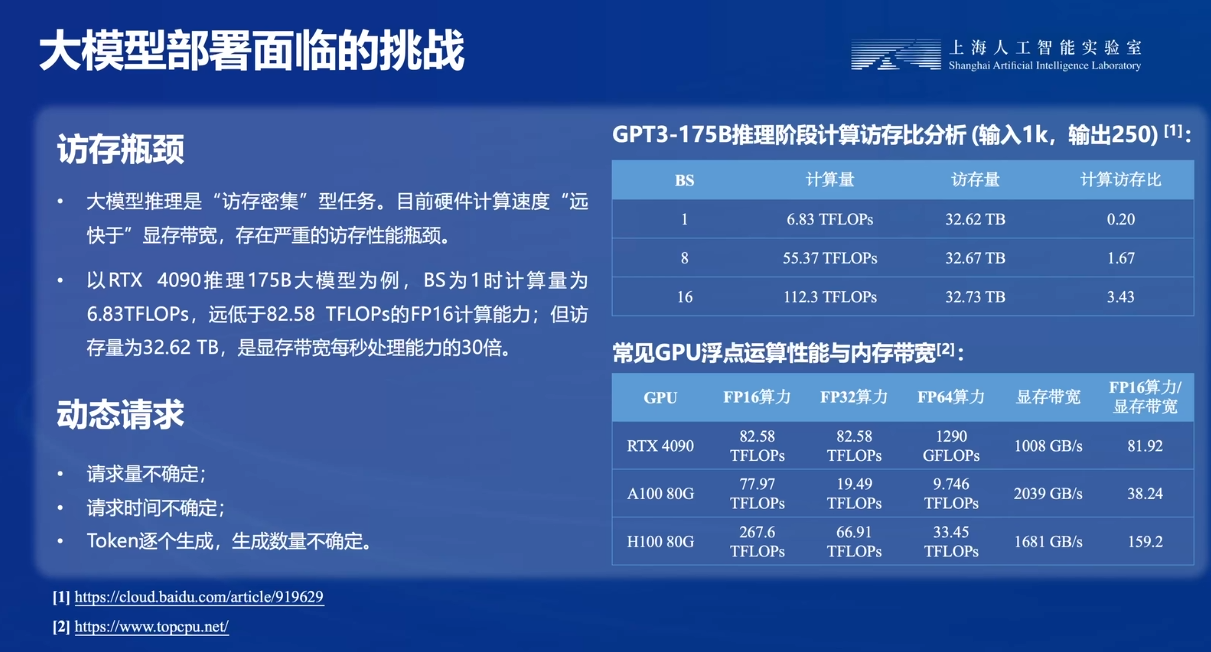 大模型部署面临的挑战
上海人工智能实验室
Shanghai Artificial Intelligence Laboratory
访存瓶颈
• 大模型推理是“访存密集”型任务。目前硬件计算速度“远
快于”显存带宽，存在严重的访存性能瓶颈。
• 以RTX 4090推理175B大模型为例，BS为1时计算量为
6.83TFLOPs，远低于82.58 TFLOPs的FP16计算能力；但访
存量为32.62 TB，是显存带宽每秒处理能力的30倍。
动态请求
• 请求量不确定；
• 请求时间不确定；
• Token逐个生成，生成数量不确定。
GPT3-175B推理阶段计算访存比分析 (输入1k，输出250) [1]：
BS 计算量 访存量 计算访存比
1 6.83 TFLOPs 32.62 TB 0.20
8 55.37 TFLOPs 32.67 TB 1.67
16 112.3 TFLOPs 32.73 TB 3.43
常见GPU浮点运算性能与内存带宽[2]：
GPU FP16算力 FP32算力 FP64算力 显存带宽 FP16算力/
显存带宽
RTX 4090 82.58 TFLOPs 82.58 TFLOPs 1290 GFLOPs 1008 GB/s 81.92
A100 80G 77.97 TFLOPs 19.49 TFLOPs 9.746 TFLOPs 2039 GB/s 38.24
H100 80G 267.6 TFLOPs 66.91 TFLOPs 33.45 TFLOPs 1681 GB/s 159.2
[1] https://cloud.baidu.com/article/919629
[2] https://www.topcpu.net/